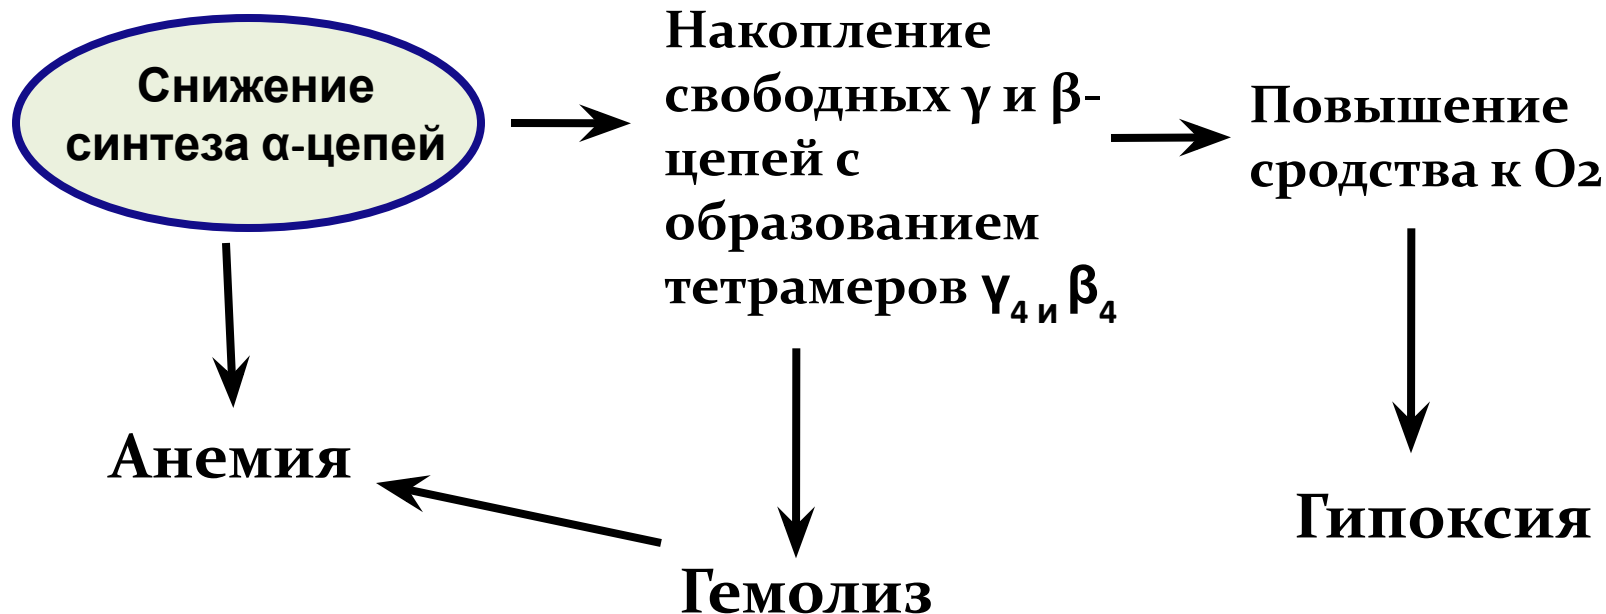 Снижение
синтеза α-цепей
Накопление
свободных γ и β-
цепей с
образованием
тетрамеров γ₄ и β₄
Повышение
сродства к О2
Анемия
Гипоксия
Гемолиз